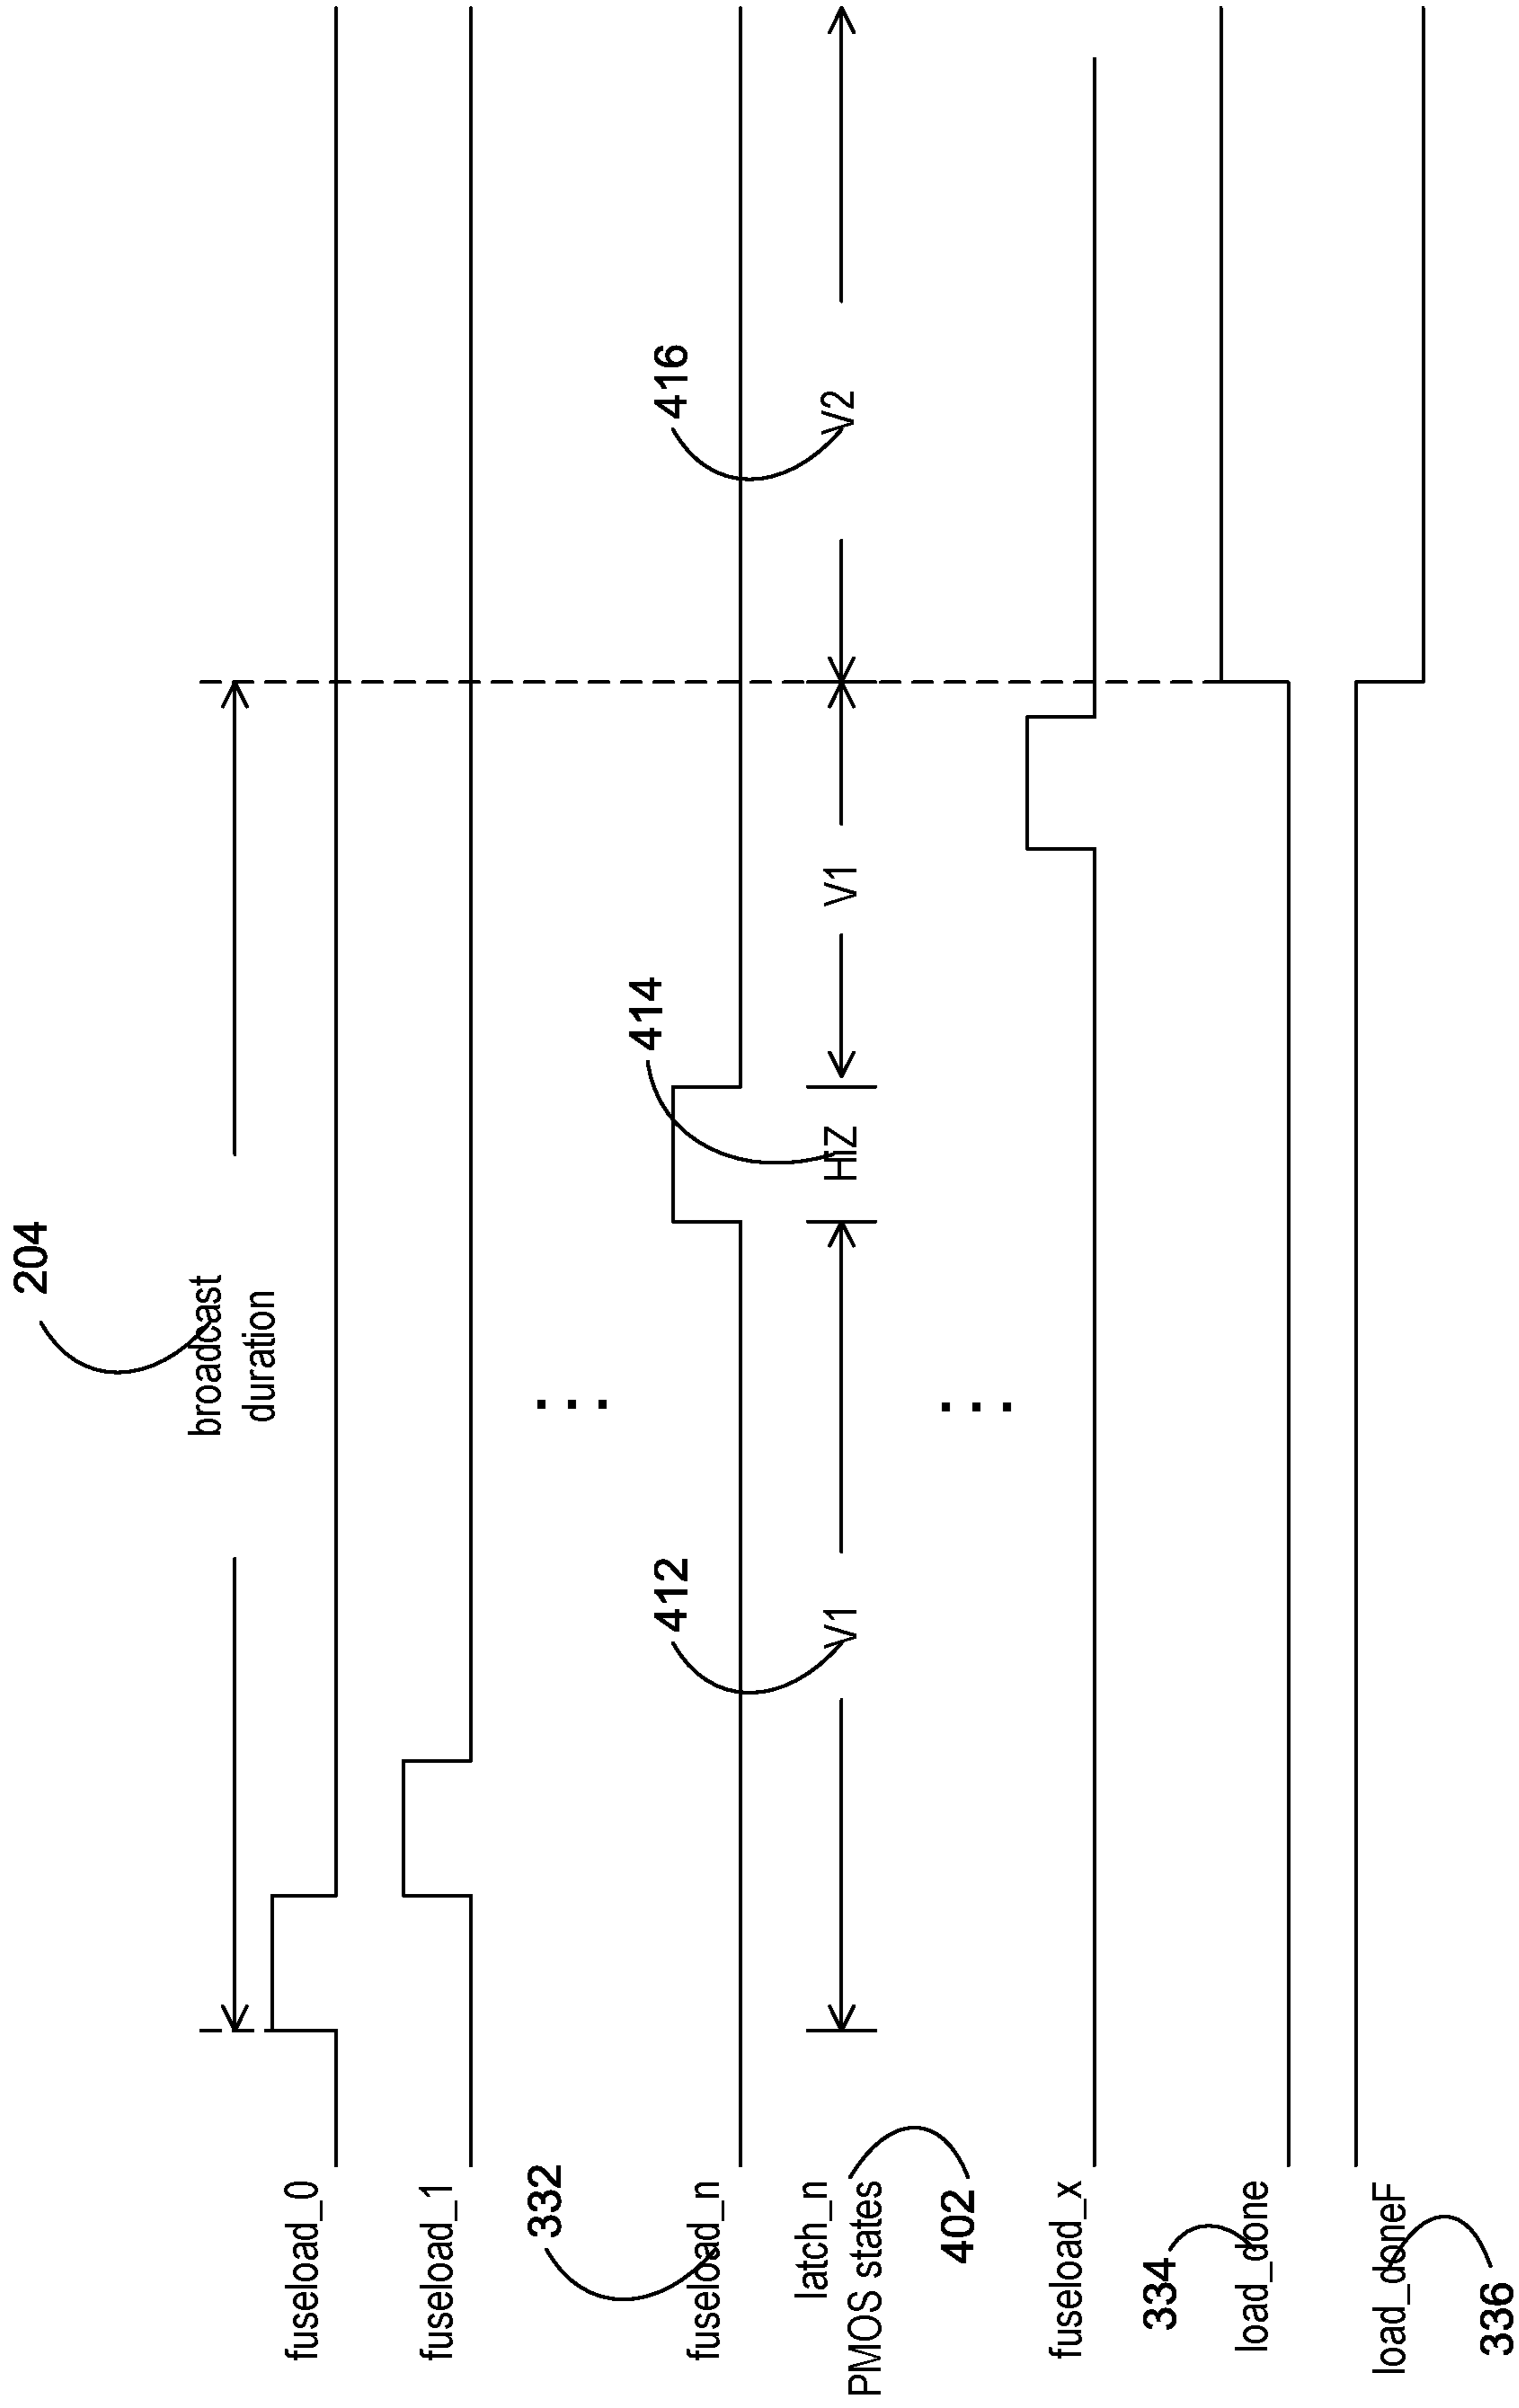 204
broadcast
duration
fuseload_0
fuseload_1
...
332
412
414
416
fuseload_n
latch_n
PMOS states
V1
HIZ
V1
V2
402
...
fuseload_x
334
load_done
load_doneF
336